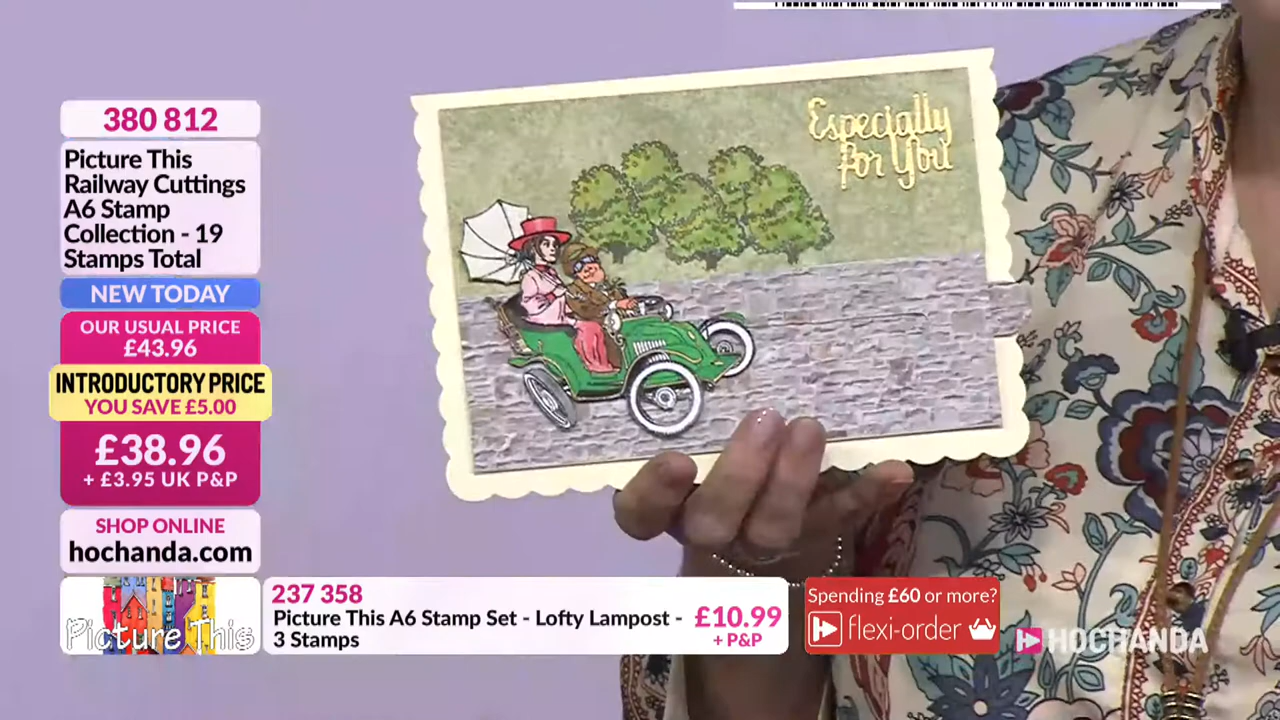 380 812
Picture This
Railway Cuttings
A6 Stamp
Collection - 19
Stamps Total
NEW TODAY
OUR USUAL PRICE
£43.96
INTRODUCTORY PRICE
YOU SAVE £5.00
£38.96
+ £3.95 UK P&P
SHOP ONLINE
hochanda.com
Picture This
237 358
Picture This A6 Stamp Set - Lofty Lampost -
3 Stamps
£10.99
+ P&P
Spending £60 or more?
flexi-order
HOCHANDA
Especially
For You